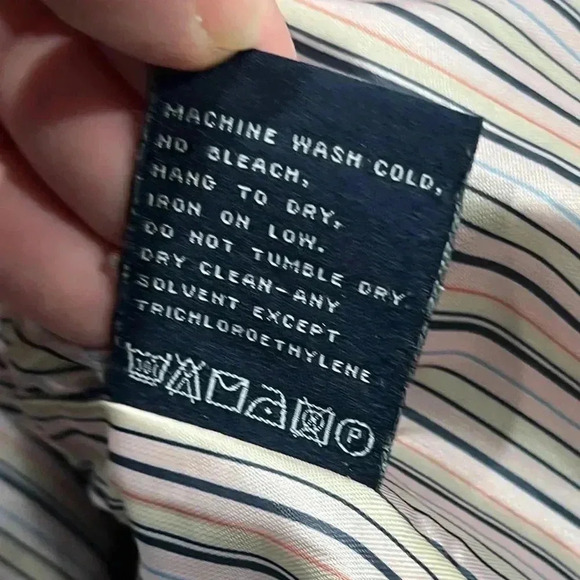 MACHINE WASH COLD,
NO BLEACH,
HANG TO DRY,
IRON ON LOW.
DO NOT TUMBLE DRY
DRY CLEAN-ANY
SOLVENT EXCEPT
TRICHLOROETHYLENE
30° P